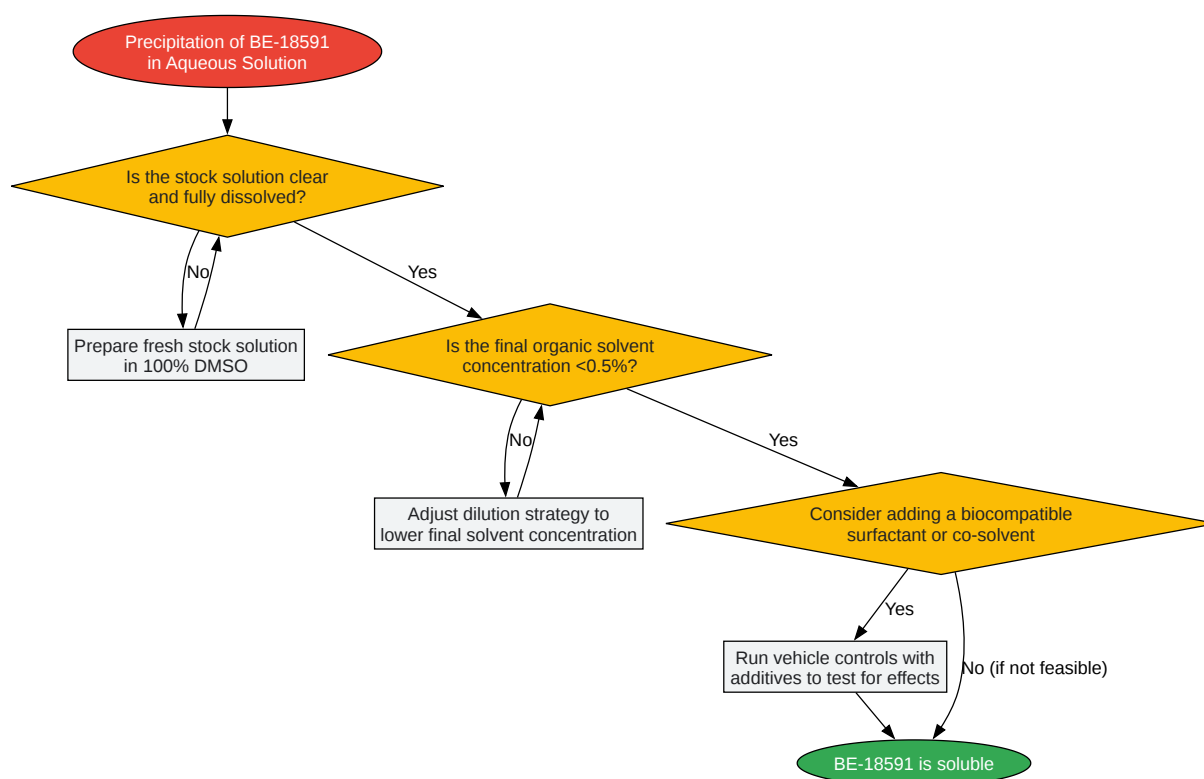 Precipitation of BE-18591
in Aqueous Solution
Is the stock solution clear
and fully dissolved?
No
Yes
Prepare fresh stock solution
in 100% DMSO
Is the final organic solvent
concentration <0.5%?
No
Yes
Adjust dilution strategy to
lower final solvent concentration
Consider adding a biocompatible
surfactant or co-solvent
Yes
Run vehicle controls with
additives to test for effects
No (if not feasible)
BE-18591 is soluble